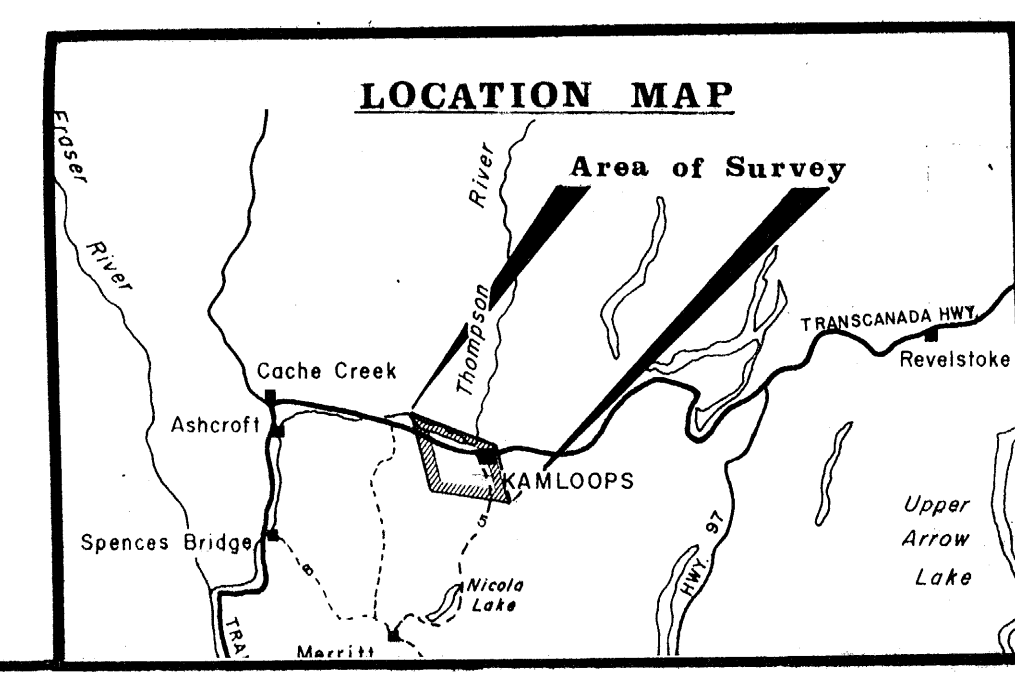 LOCATION MAP
Area of Survey
Fraser
River
River
Thompson
TRANSCANADA HWY.
Revelstoke
Cache Creek
Ashcroft
KAMLOOPS
5
HWY. 97
Upper
Arrow
Lake
Spences Bridge
8
Nicola
Lake
TRA
Merritt